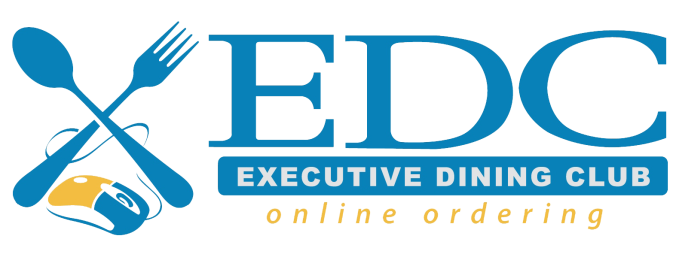 EDC
EXECUTIVE DINING CLUB
online ordering